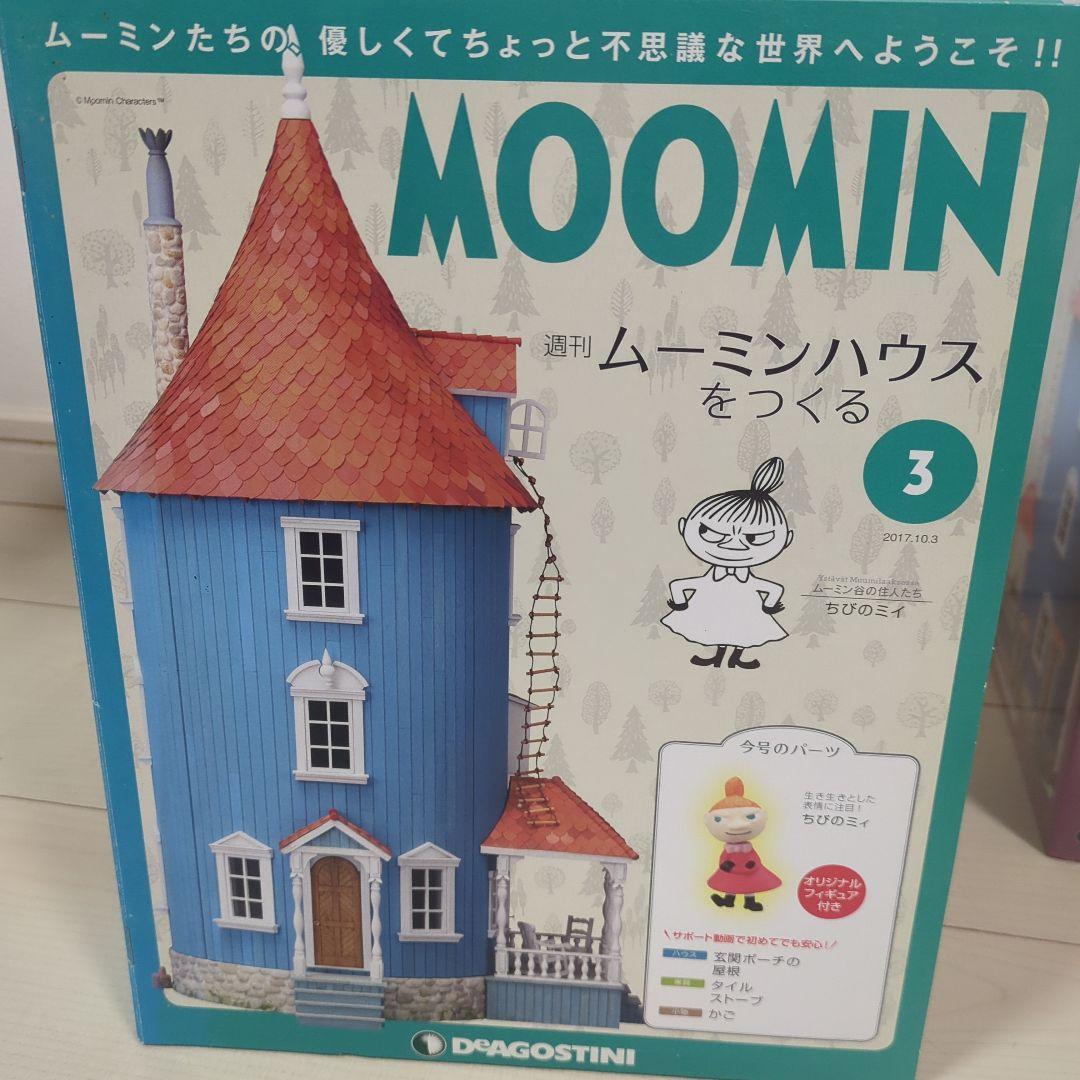 ムーミンたちの、優しくてちょっと不思議な世界へようこそ!!
© Moomin Characters™
MOOMIN
週刊 ムーミンハウス
をつくる
3
2017.10.3
Ystävät Muumilaaksossa
ムーミン谷の住人たち
ちびのミイ
今号のパーツ
生き生きとした
表情に注目!
ちびのミイ
オリジナル
フィギュア
付き
\サポート動画で初めてでも安心!/
ハウス 玄関ポーチの
屋根
家具 タイル
ストーブ
小物 かご
DeAGOSTINI